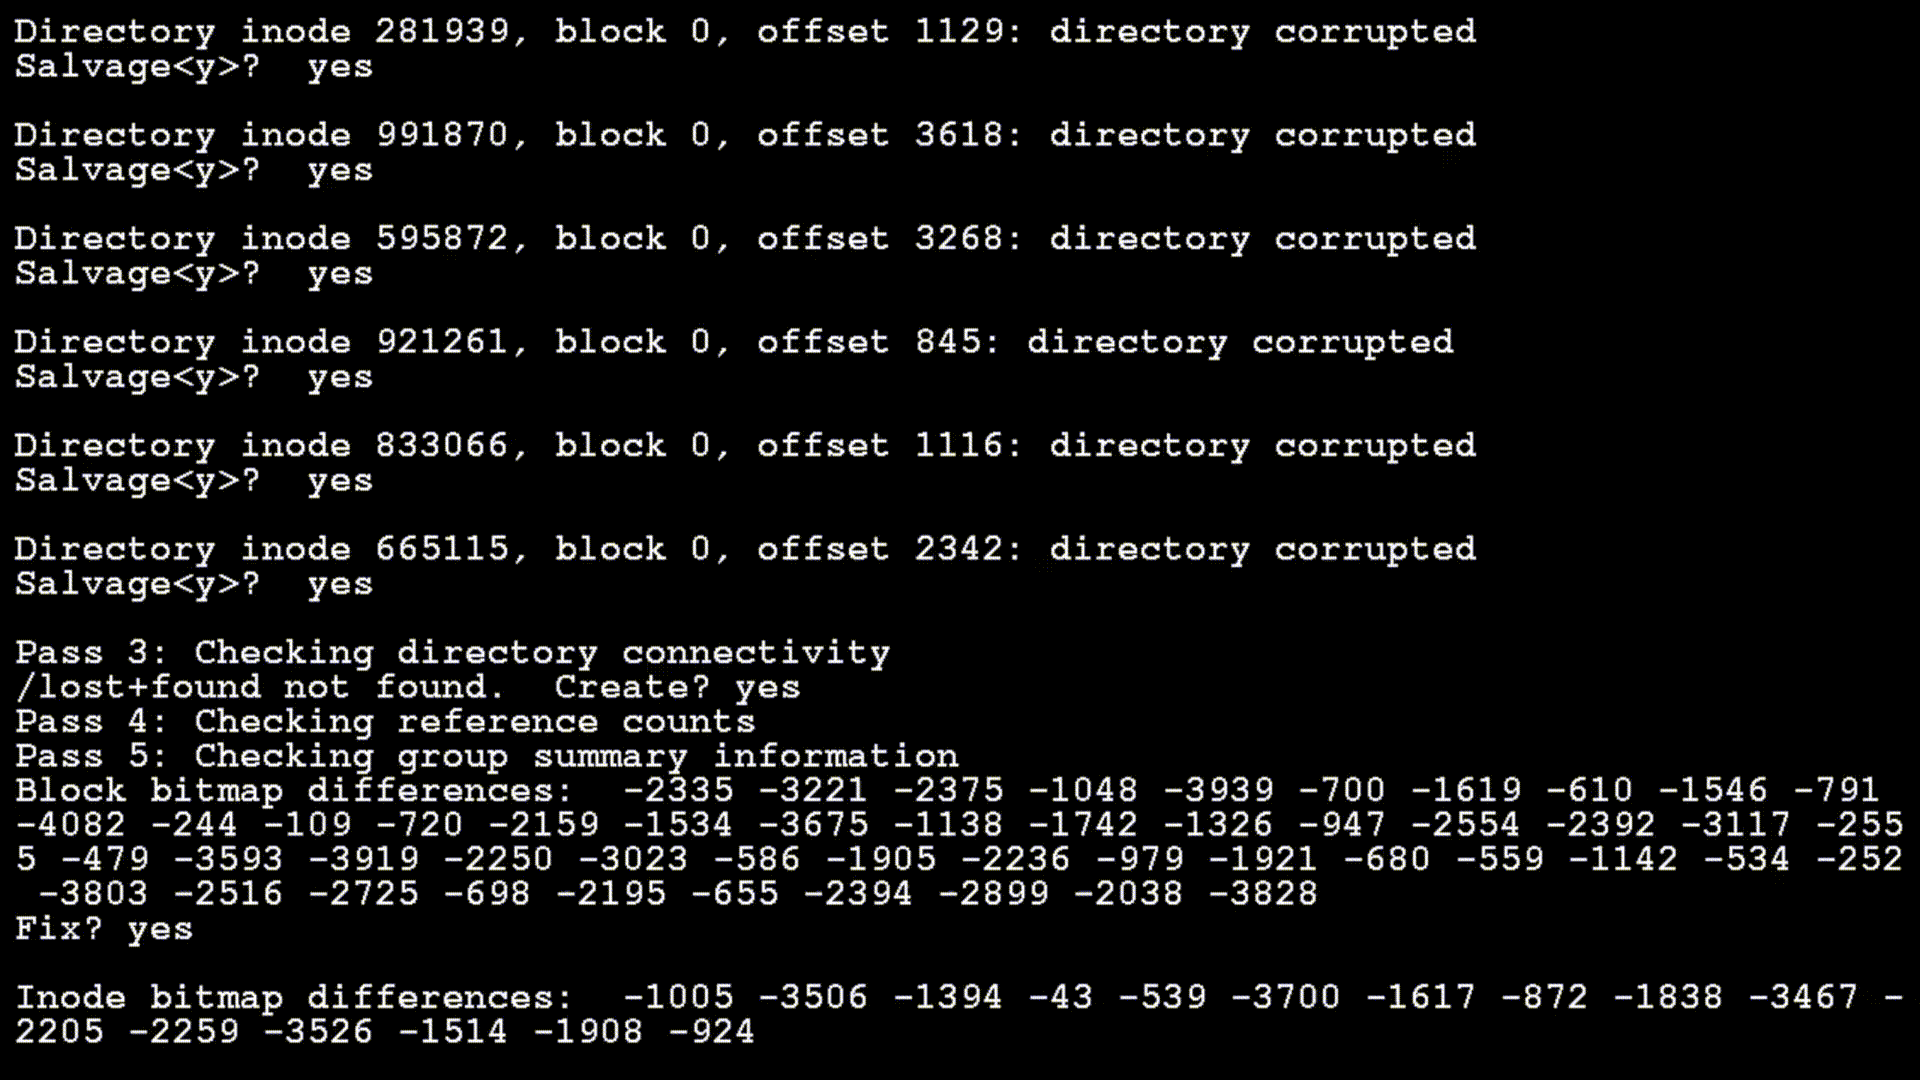 Directory inode 281939, block 0, offset 1129: directory corrupted
Salvage<y>?  yes
Directory inode 991870, block 0, offset 3618: directory corrupted
Salvage<y>?  yes
Directory inode 595872, block 0, offset 3268: directory corrupted
Salvage<y>?  yes
Directory inode 921261, block 0, offset 845: directory corrupted
Salvage<y>?  yes
Directory inode 833066, block 0, offset 1116: directory corrupted
Salvage<y>?  yes
Directory inode 665115, block 0, offset 2342: directory corrupted
Salvage<y>?  yes
Pass 3: Checking directory connectivity
/lost+found not found.  Create? yes
Pass 4: Checking reference counts
Pass 5: Checking group summary information
Block bitmap differences:  -2335 -3221 -2375 -1048 -3939 -700 -1619 -610 -1546 -791
-4082 -244 -109 -720 -2159 -1534 -3675 -1138 -1742 -1326 -947 -2554 -2392 -3117 -255
5 -479 -3593 -3919 -2250 -3023 -586 -1905 -2236 -979 -1921 -680 -559 -1142 -534 -252
 -3803 -2516 -2725 -698 -2195 -655 -2394 -2899 -2038 -3828
Fix? yes
Inode bitmap differences:  -1005 -3506 -1394 -43 -539 -3700 -1617 -872 -1838 -3467 -
2205 -2259 -3526 -1514 -1908 -924